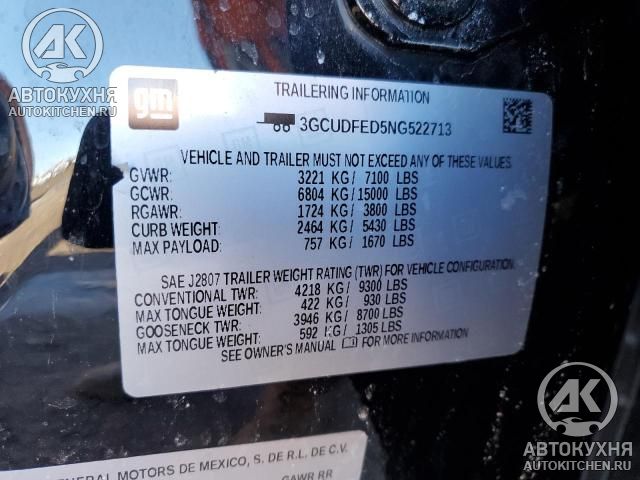 АК
АВТОКУХНЯ
AUTOKITCHEN.RU
gm
TRAILERING INFORMATION
3GCUDFED5NG522713
VEHICLE AND TRAILER MUST NOT EXCEED ANY OF THESE VALUES.
GVWR: 3221 KG/ 7100 LBS
GCWR: 6804 KG/15000 LBS
RGAWR: 1724 KG/ 3800 LBS
CURB WEIGHT: 2464 KG/ 5430 LBS
MAX PAYLOAD: 757 KG/ 1670 LBS
SAE J2807 TRAILER WEIGHT RATING (TWR) FOR VEHICLE CONFIGURATION.
CONVENTIONAL TWR: 4218 KG/ 9300 LBS
MAX TONGUE WEIGHT: 422 KG/ 930 LBS
GOOSENECK TWR: 3946 KG/ 8700 LBS
MAX TONGUE WEIGHT: 592 KG/ 1305 LBS
SEE OWNER'S MANUAL FOR MORE INFORMATION
MOTORS DE MEXICO, S. DE R.L. DE C.V.
GAWR RR
АК
АВТОКУХНЯ
AUTOKITCHEN.RU